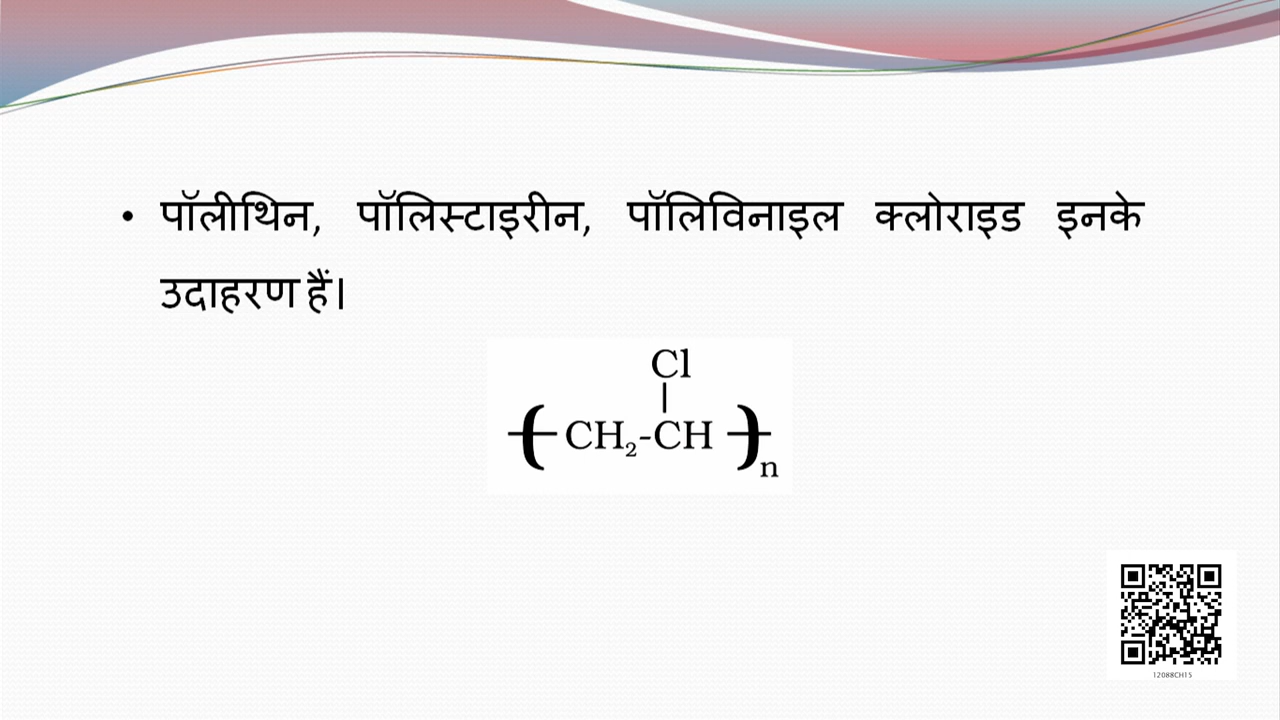 • पॉलीथिन, पॉलिस्टाइरीन, पॉलिविनाइल क्लोराइड इनके
उदाहरण हैं।
Cl
|
-(-CH₂-CH-)-n
12088CH15